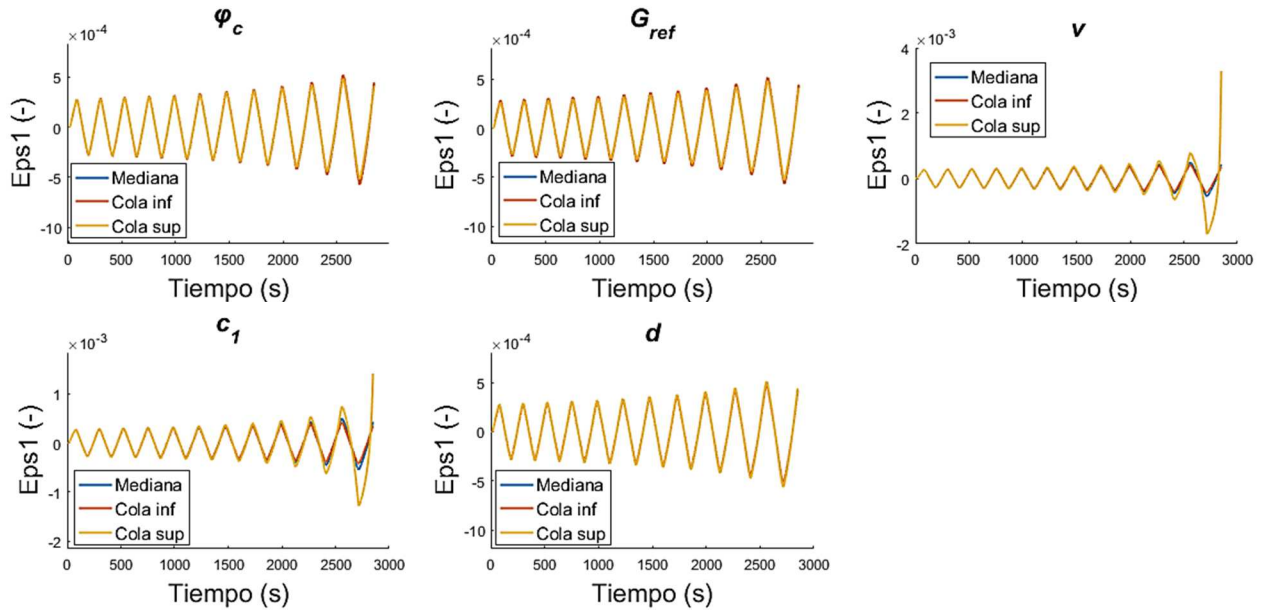 φc
×10-4
5
0
-5
-10
Eps1 (-)
Mediana
Cola inf
Cola sup
0 500 1000 1500 2000 2500 3000
Tiempo (s)
Gref
×10-4
5
0
-5
-10
Eps1 (-)
Mediana
Cola inf
Cola sup
0 500 1000 1500 2000 2500 3000
Tiempo (s)
v
×10-3
4
2
0
-2
Eps1 (-)
Mediana
Cola inf
Cola sup
0 500 1000 1500 2000 2500 3000
Tiempo (s)
c1
×10-3
1
0
-1
-2
Eps1 (-)
Mediana
Cola inf
Cola sup
0 500 1000 1500 2000 2500 3000
Tiempo (s)
d
×10-4
5
0
-5
-10
Eps1 (-)
Mediana
Cola inf
Cola sup
0 500 1000 1500 2000 2500 3000
Tiempo (s)